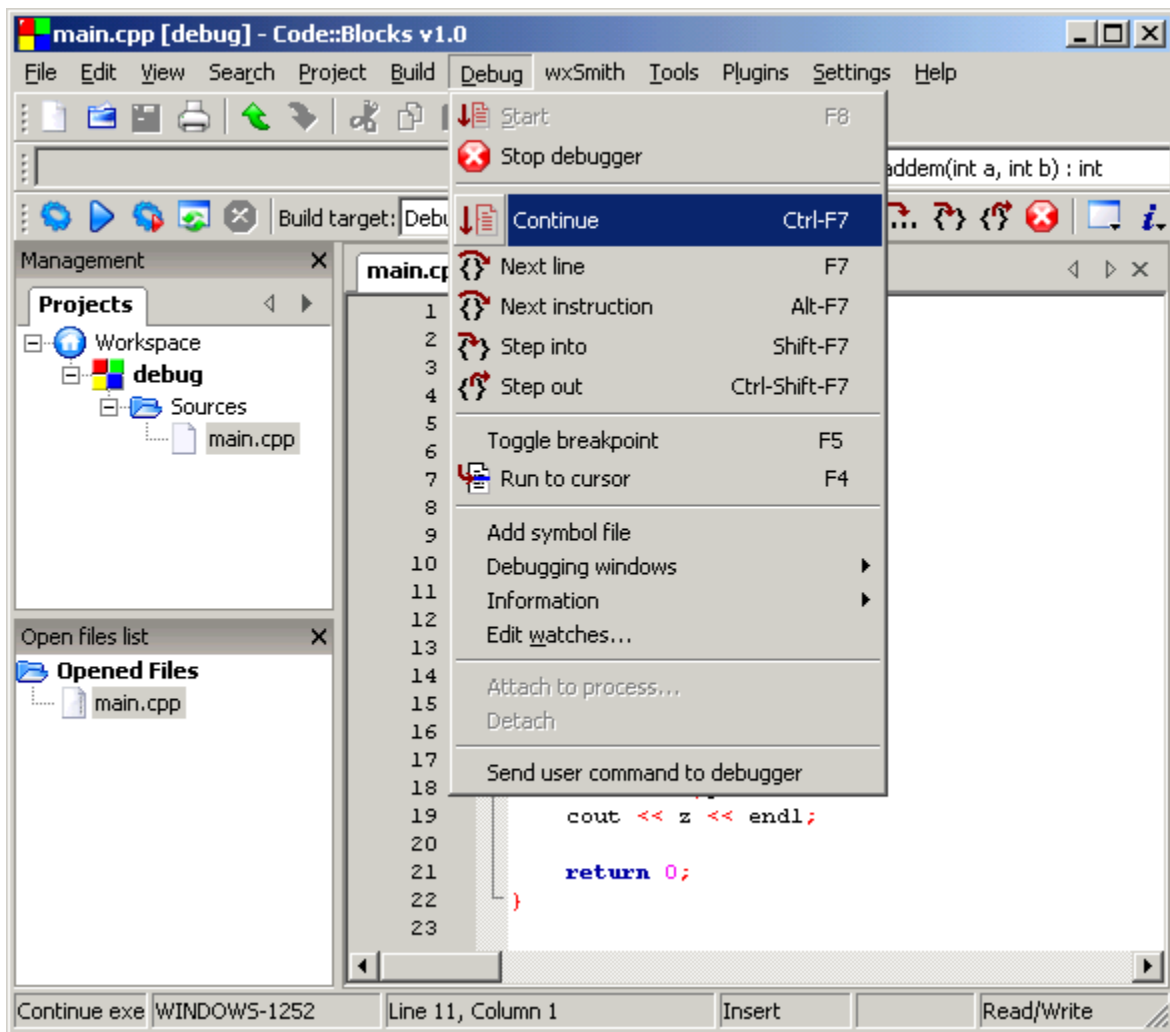 main.cpp [debug] - Code::Blocks v1.0
File Edit View Search Project Build Debug wxSmith Tools Plugins Settings Help
Start F8
Stop debugger
addem(int a, int b) : int
Build target:
Continue Ctrl-F7
Management
Next line F7
Projects
Next instruction Alt-F7
Workspace
Step into Shift-F7
debug
Step out Ctrl-Shift-F7
Sources
main.cpp
Toggle breakpoint F5
Run to cursor F4
Add symbol file
Debugging windows
Information
Edit watches...
Attach to process...
Detach
Send user command to debugger
Open files list
Opened Files
main.cpp
1
2
3
4
5
6
7
8
9
10
11
12
13
14
15
16
17
18
19 cout << z << endl;
20
21 return 0;
22 }
23
Continue exe WINDOWS-1252 Line 11, Column 1 Insert Read/Write